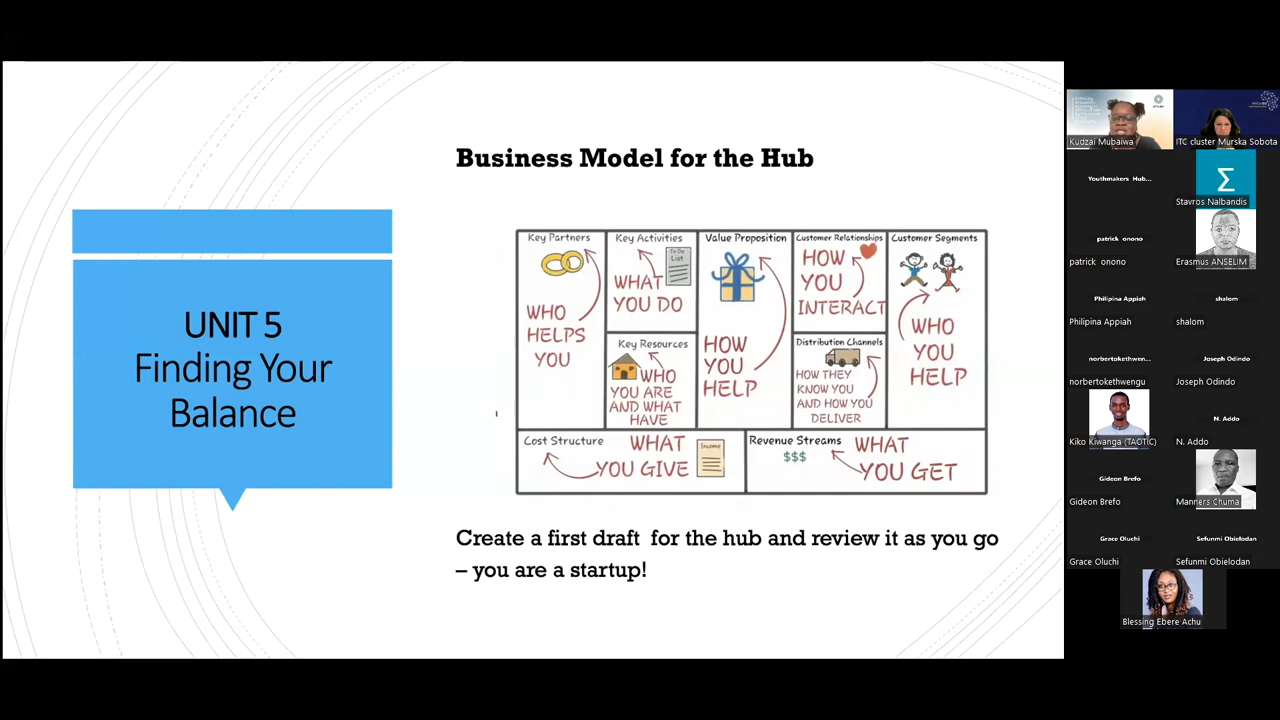 Business Model for the Hub
UNIT 5
Finding Your
Balance
Key Partners
WHO
HELPS
YOU
Key Activities
To Do
List
WHAT
YOU DO
Key Resources
WHO
YOU ARE
AND WHAT
HAVE
Value Proposition
HOW
YOU
HELP
Customer Relationships
HOW
YOU
INTERACT
Distribution Channels
HOW THEY
KNOW YOU
AND HOW YOU
DELIVER
Customer Segments
WHO
YOU
HELP
Cost Structure
WHAT
YOU GIVE
Revenue Streams
$$$
WHAT
YOU GET
Create a first draft for the hub and review it as you go
– you are a startup!
Kudzai Mubaiwa
ITC cluster Murska Sobota
Youthmakers Hub...
Σ
Stavros Nalbandis
patrick onono
patrick onono
Erasmus ANSELIM
Philipina Appiah
Philipina Appiah
shalom
shalom
norbertokethwen...
norbertokethwengu
Joseph Odindo
Joseph Odindo
Kiko Kiwanga (TAOTIC)
N. Addo
N. Addo
Gideon Brefo
Gideon Brefo
Manners Chuma
Grace Oluchi
Grace Oluchi
Sefunmi Obielodan
Sefunmi Obielodan
Blessing Ebere Achu